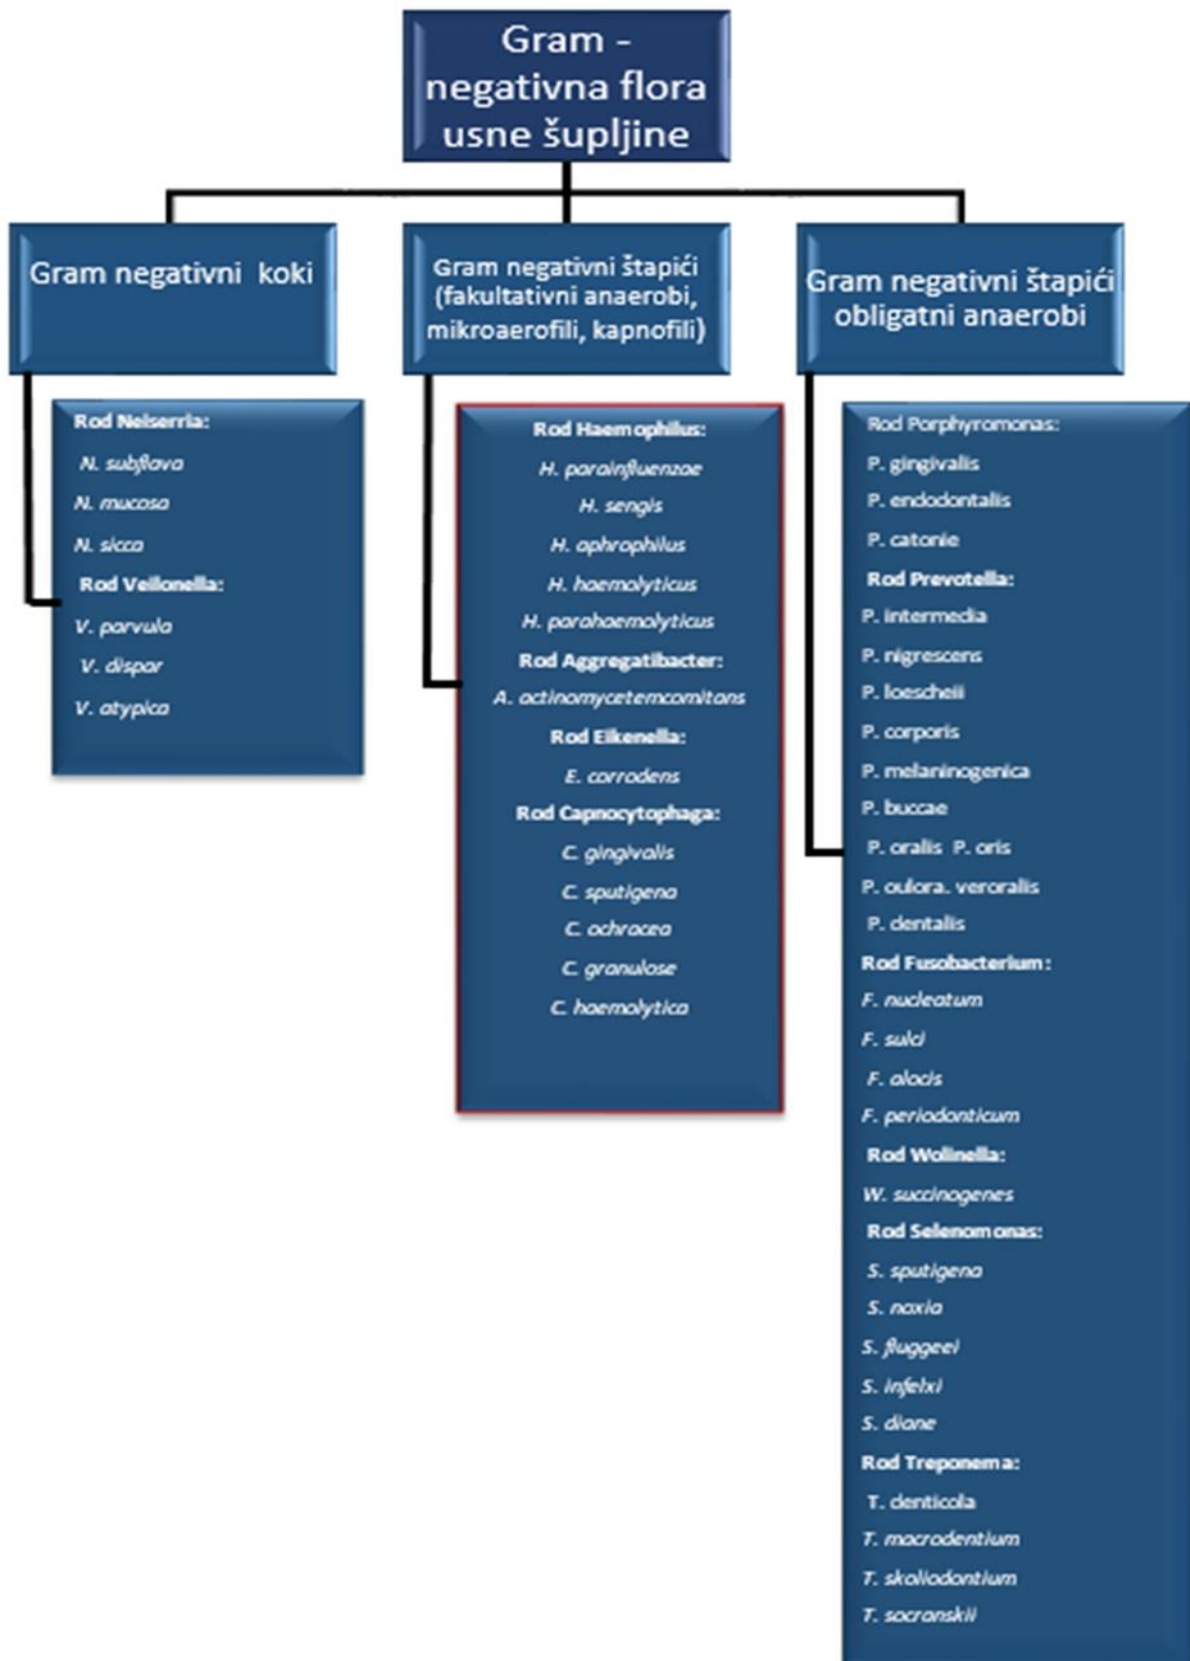 Gram -
negativna flora
usne šupljine
Gram negativni koki
Rod Neiserria:
N. subflava
N. mucosa
N. sicca
Rod Veilonella:
V. parvula
V. dispar
V. atypica
Gram negativni štapići
(fakultativni anaerobi,
mikroaerofili, kapnofili)
Rod Haemophilus:
H. parainfluenzae
H. sengis
H. aphrophilus
H. haemolyticus
H. parahaemolyticus
Rod Aggregatibacter:
A. actinomycetemcomitans
Rod Eikenella:
E. corrodens
Rod Capnocytophaga:
C. gingivalis
C. sputigena
C. ochracea
C. granulose
C. haemolytica
Gram negativni štapići
obligatni anaerobi
Rod Porphyromonas:
P. gingivalis
P. endodontalis
P. catonie
Rod Prevotella:
P. intermedia
P. nigrescens
P. loescheii
P. corporis
P. melaninogenica
P. buccae
P. oralis P. oris
P. oulora. veroralis
P. dentalis
Rod Fusobacterium:
F. nucleatum
F. sulci
F. alocis
F. periodonticum
Rod Wolinella:
W. succinogenes
Rod Selenomonas:
S. sputigena
S. noxia
S. fluggeei
S. infelxi
S. diane
Rod Treponema:
T. denticola
T. macrodentium
T. skoliodontium
T. socranskii